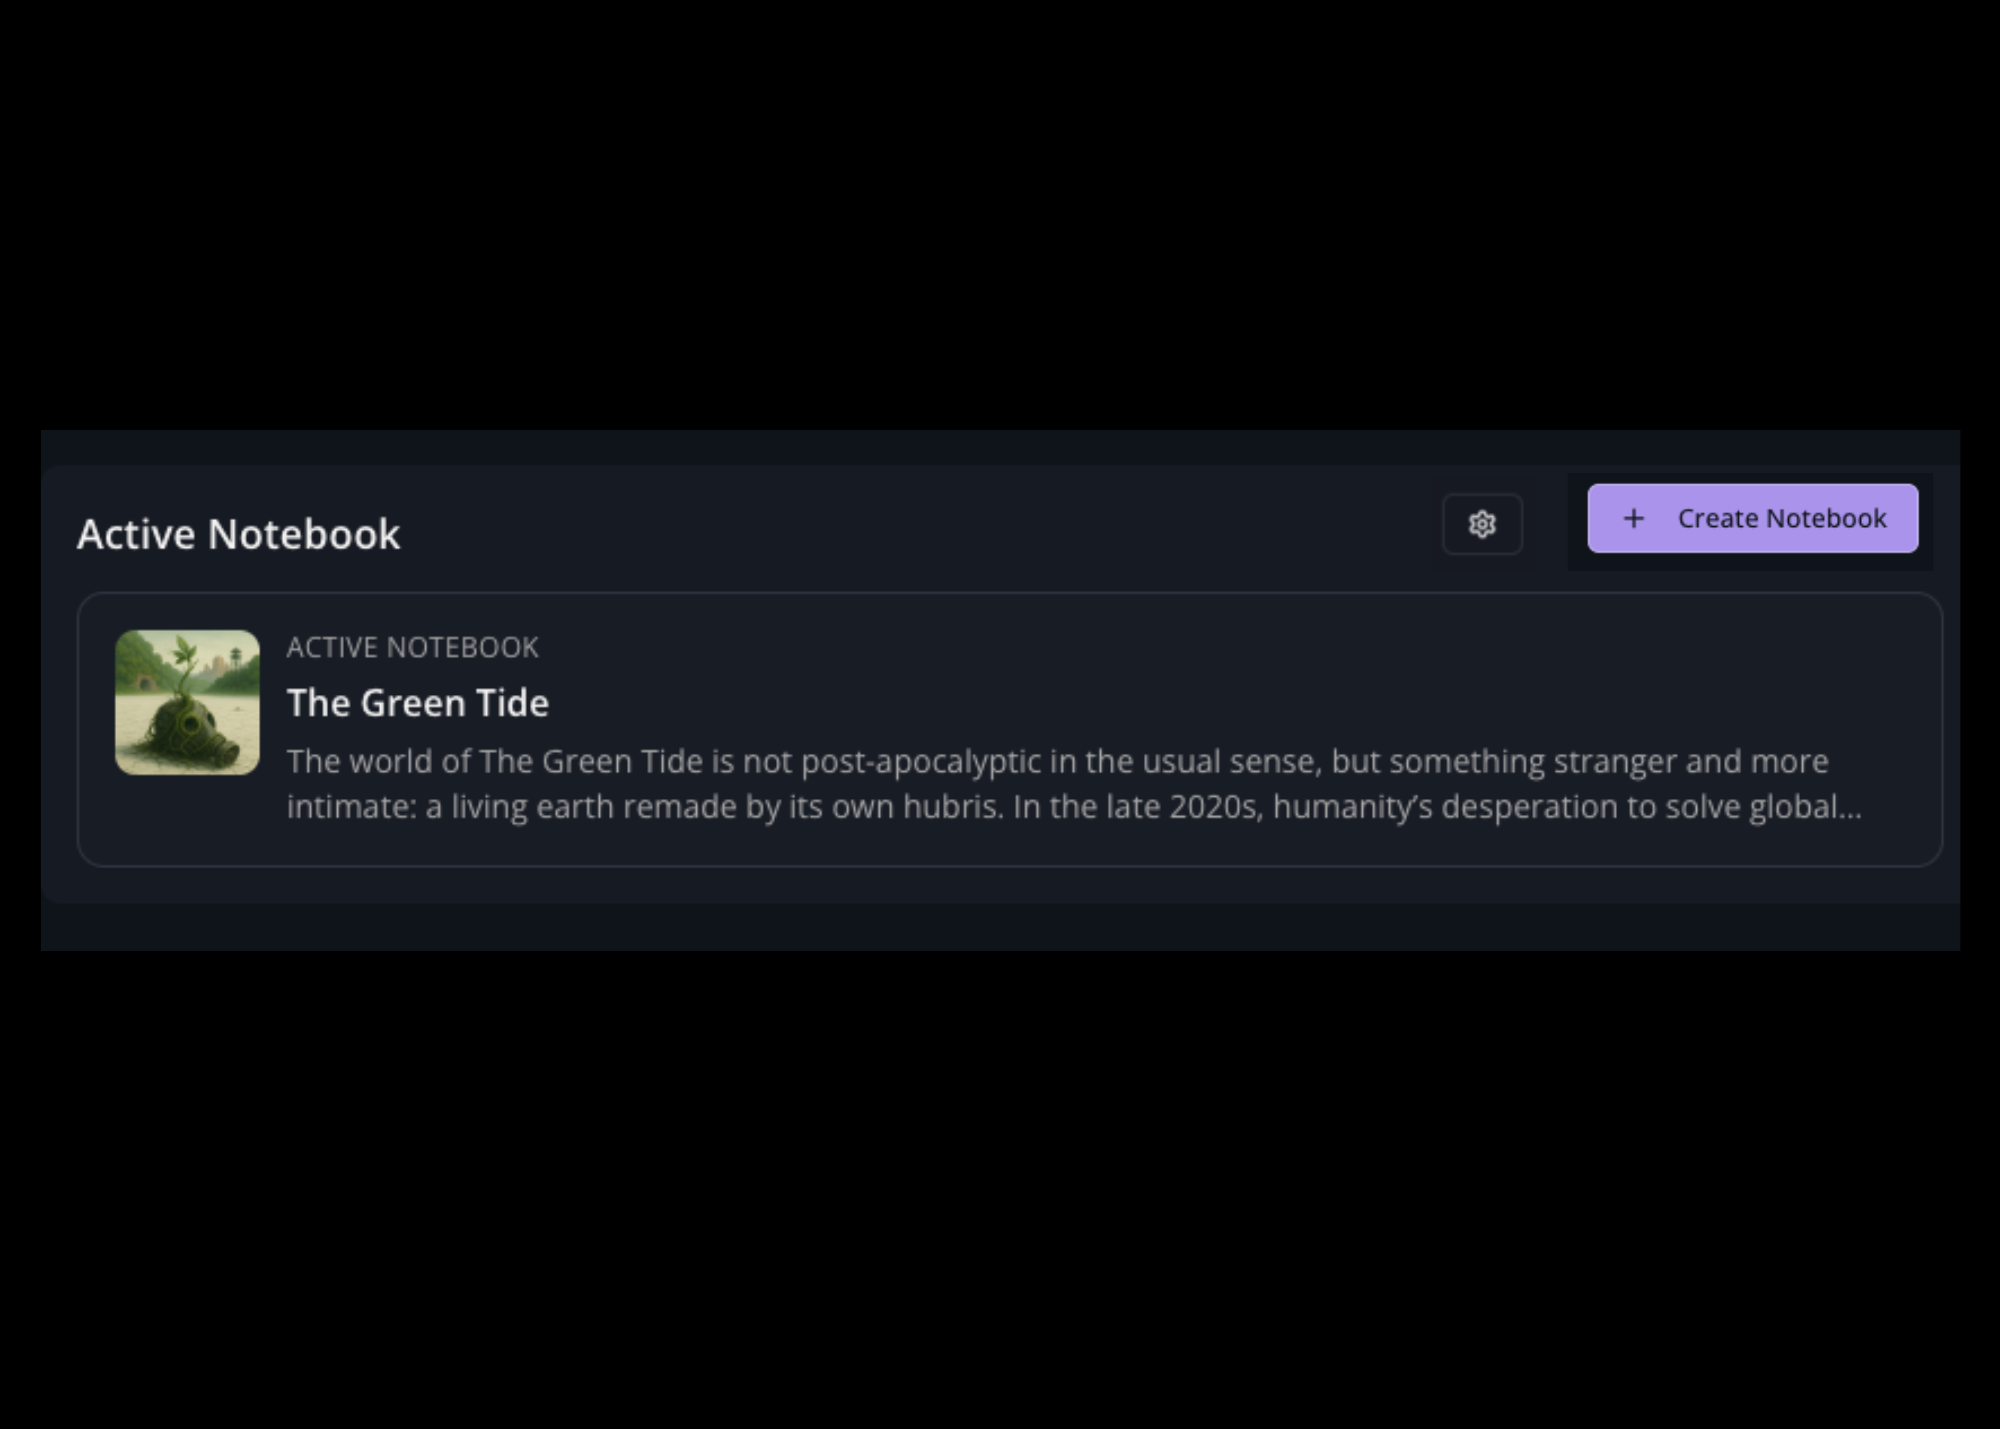 Active Notebook
+ Create Notebook
ACTIVE NOTEBOOK
The Green Tide
The world of The Green Tide is not post-apocalyptic in the usual sense, but something stranger and more
intimate: a living earth remade by its own hubris. In the late 2020s, humanity’s desperation to solve global...